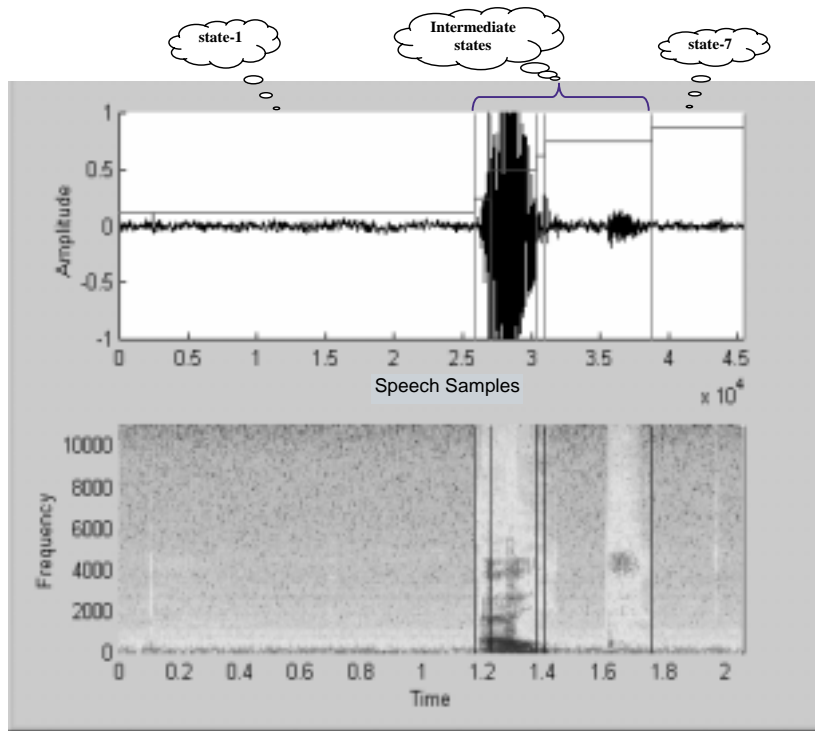 state-1
Intermediate
states
state-7
1
0.5
0
-0.5
-1
Amplitude
0 0.5 1 1.5 2 2.5 3 3.5 4 4.5
Speech Samples
x 10^4
10000
8000
6000
4000
2000
0
Frequency
0 0.2 0.4 0.6 0.8 1 1.2 1.4 1.6 1.8 2
Time